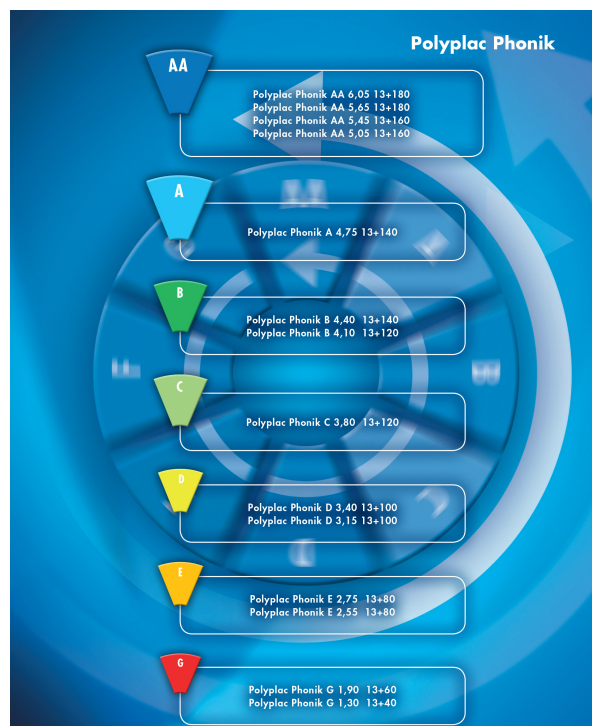 Polyplac Phonik
AA
Polyplac Phonik AA 6,05 13+180
Polyplac Phonik AA 5,65 13+180
Polyplac Phonik AA 5,45 13+160
Polyplac Phonik AA 5,05 13+160
A
Polyplac Phonik A 4,75 13+140
B
Polyplac Phonik B 4,40 13+140
Polyplac Phonik B 4,10 13+120
C
Polyplac Phonik C 3,80 13+120
D
Polyplac Phonik D 3,40 13+100
Polyplac Phonik D 3,15 13+100
E
Polyplac Phonik E 2,75 13+80
Polyplac Phonik E 2,55 13+80
G
Polyplac Phonik G 1,90 13+60
Polyplac Phonik G 1,30 13+40